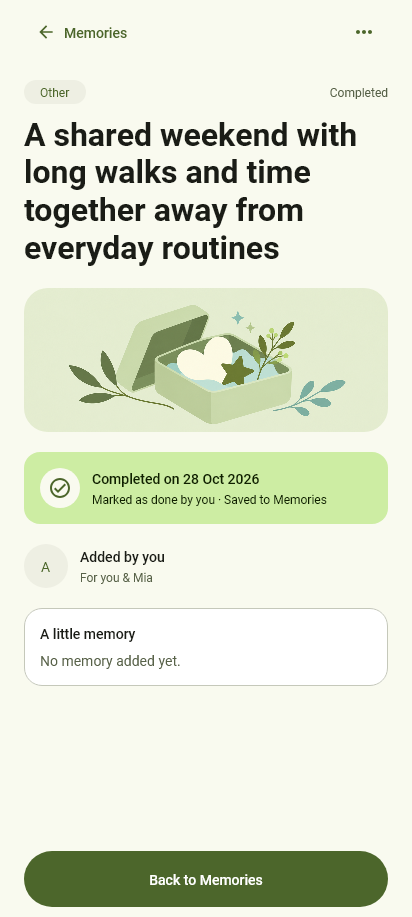 Memories
Other
Completed
A shared weekend with
long walks and time
together away from
everyday routines
Completed on 28 Oct 2026
Marked as done by you · Saved to Memories
A
Added by you
For you & Mia
A little memory
No memory added yet.
Back to Memories